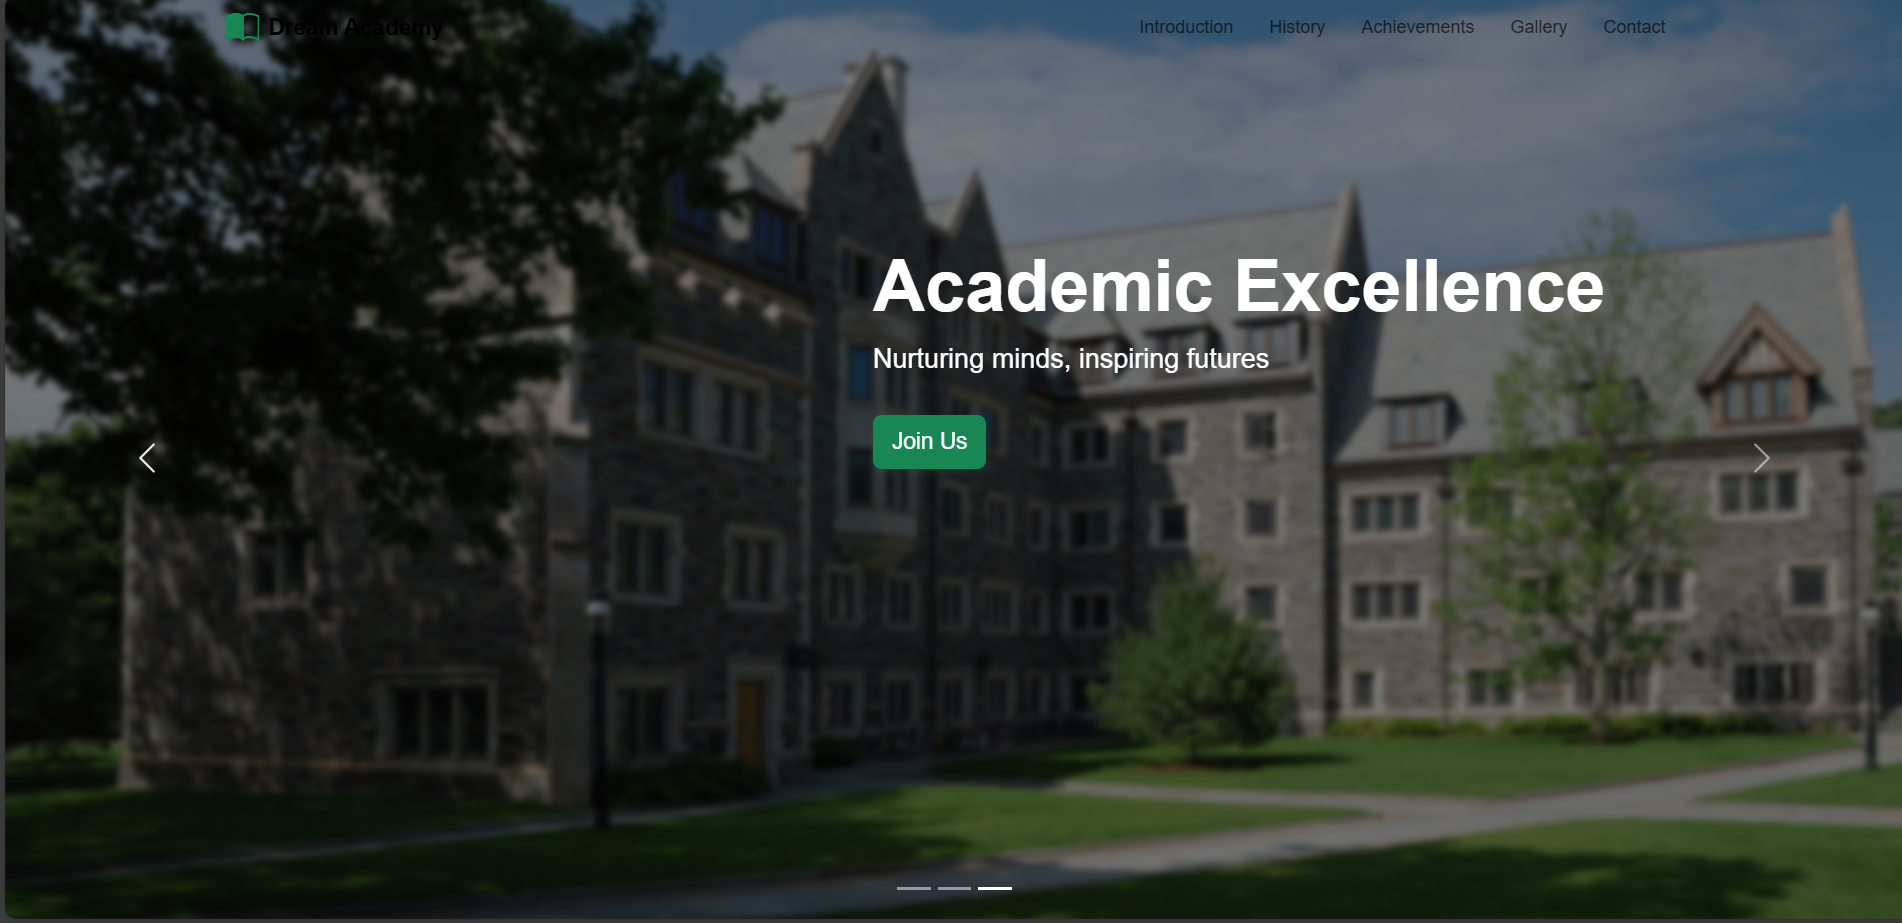 Dream Academy
Introduction History Achievements Gallery Contact
Academic Excellence
Nurturing minds, inspiring futures
Join Us